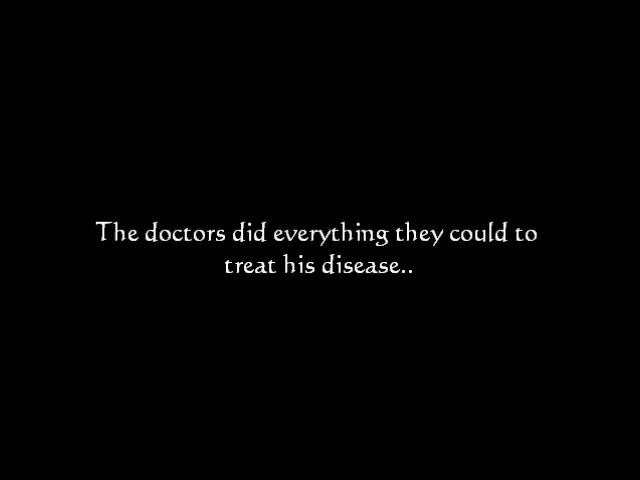 The doctors did everything they could to
treat his disease..